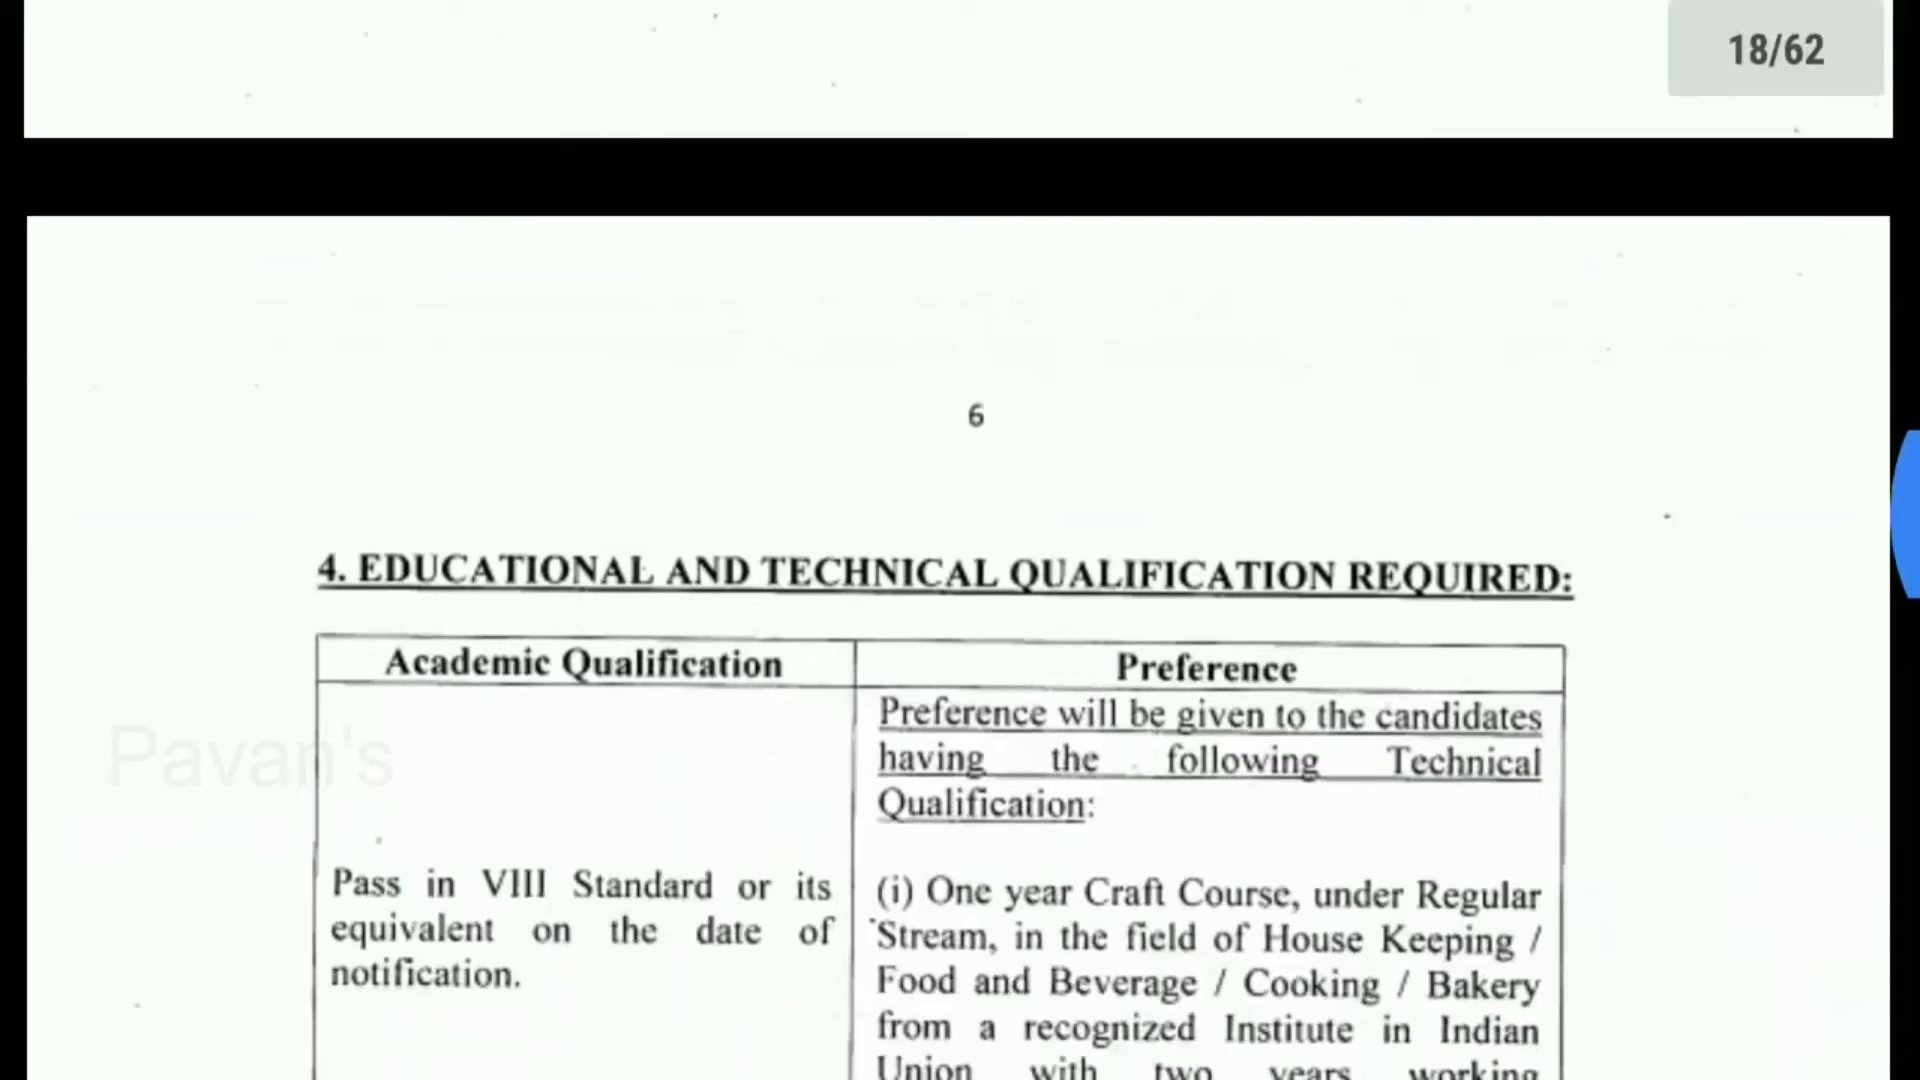 18/62
6
4. EDUCATIONAL AND TECHNICAL QUALIFICATION REQUIRED:
Academic Qualification
Preference
Pass in VIII Standard or its
equivalent on the date of
notification.
Preference will be given to the candidates
having the following Technical
Qualification:
(i) One year Craft Course, under Regular
Stream, in the field of House Keeping /
Food and Beverage / Cooking / Bakery
from a recognized Institute in Indian
Union with two years working
Pavan's